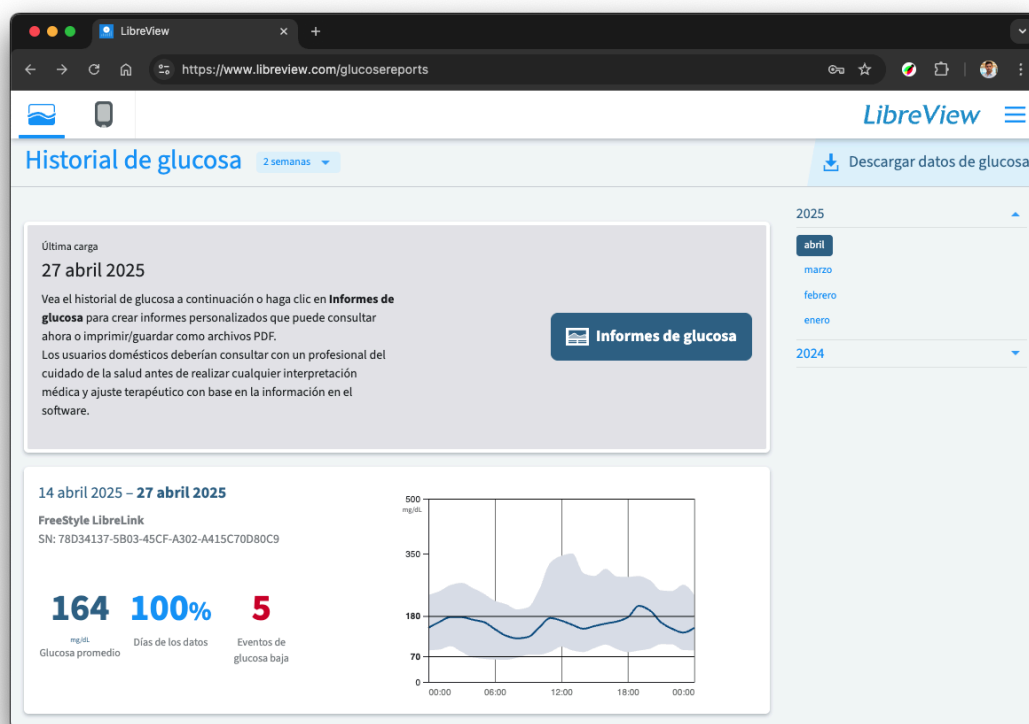 LibreView
https://www.libreview.com/glucosereports
LibreView
Historial de glucosa
2 semanas
Descargar datos de glucosa
Última carga
27 abril 2025
Vea el historial de glucosa a continuación o haga clic en Informes de
glucosa para crear informes personalizados que puede consultar
ahora o imprimir/guardar como archivos PDF.
Los usuarios domésticos deberían consultar con un profesional del
cuidado de la salud antes de realizar cualquier interpretación
médica y ajuste terapéutico con base en la información en el
software.
Informes de glucosa
2025
abril
marzo
febrero
enero
2024
14 abril 2025 – 27 abril 2025
FreeStyle LibreLink
SN: 78D34137-5B03-45CF-A302-A415C70D80C9
164
mg/dL
Glucosa promedio
100%
Días de los datos
5
Eventos de
glucosa baja
500
mg/dL
350
180
70
0
00:00 06:00 12:00 18:00 00:00